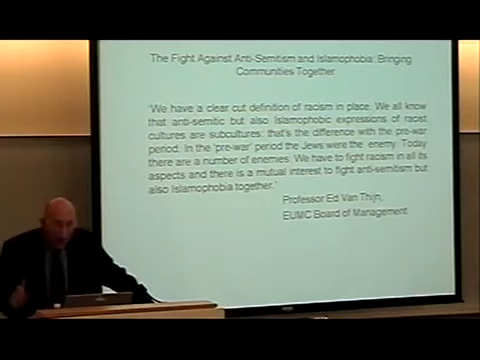 The Fight Against Anti-Semitism and Islamophobia: Bringing
Communities Together
'We have a clear cut definition of racism in place. We all know
that anti-semitic but also Islamophobic expressions of racist
cultures are subcultures: that's the difference with the pre-war
period. In the 'pre-war' period the Jews were the enemy. Today
there are a number of enemies. We have to fight racism in all its
aspects and there is a mutual interest to fight anti-semitism but
also Islamophobia together.'
Professor Ed Van Thijn,
EUMC Board of Management